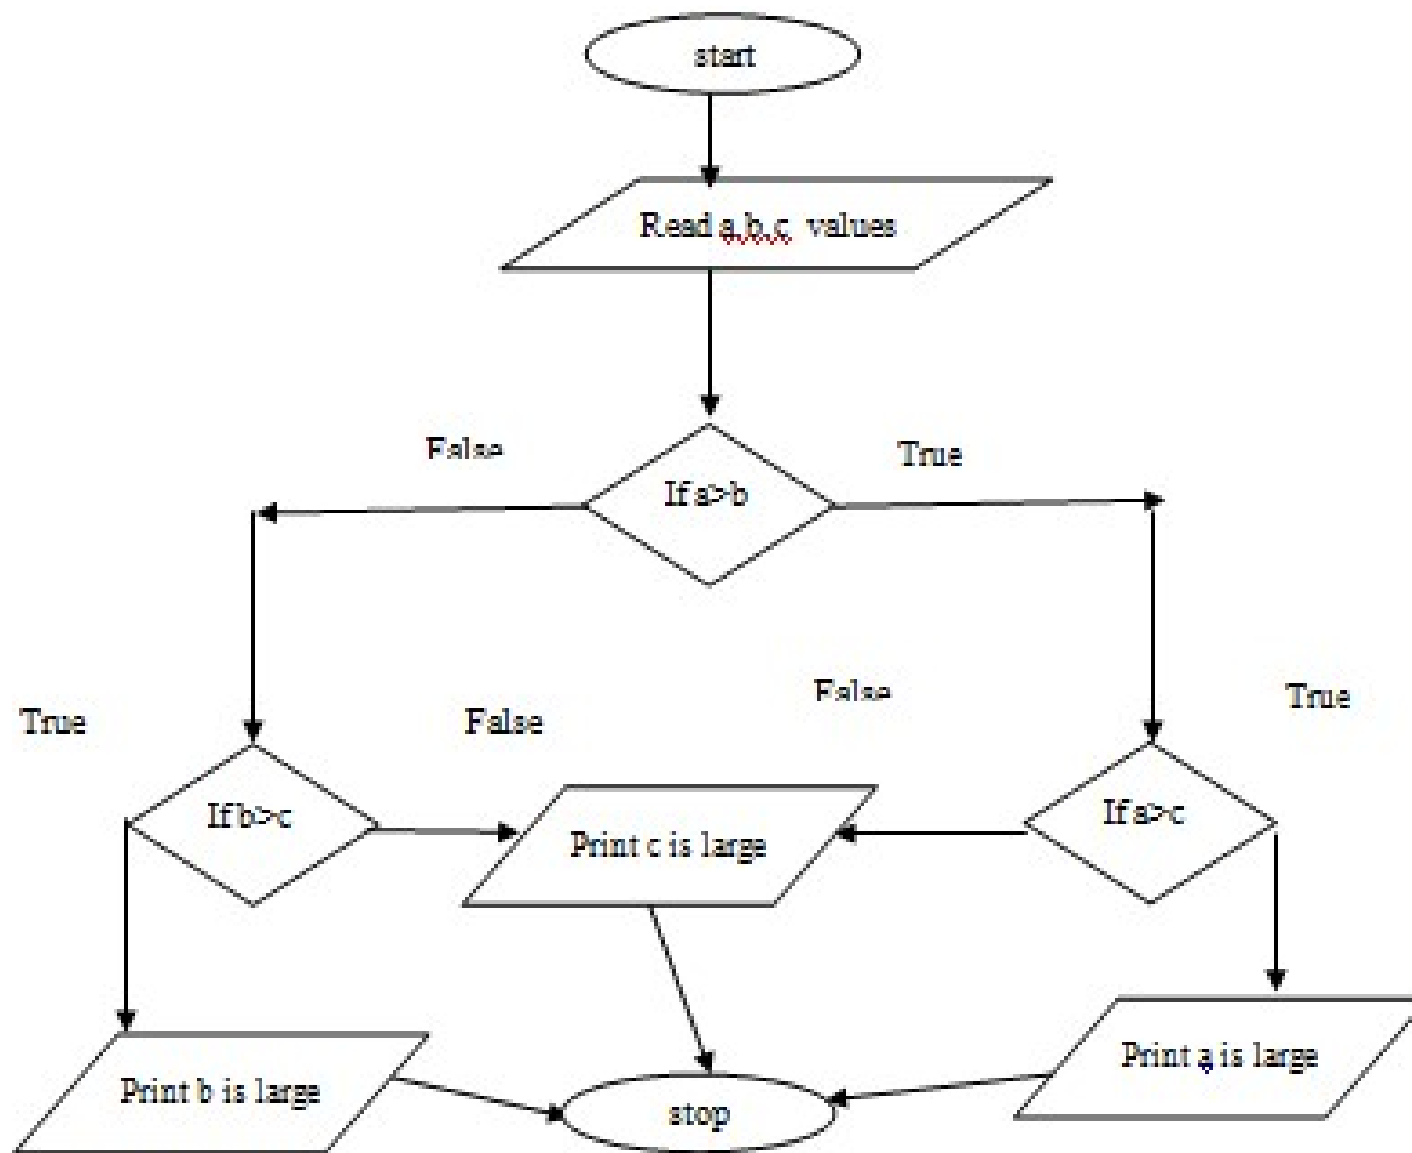 start
Read a,b,c values
False
True
If a>b
True
False
False
True
If b>c
Print c is large
If a>c
Print b is large
stop
Print a is large